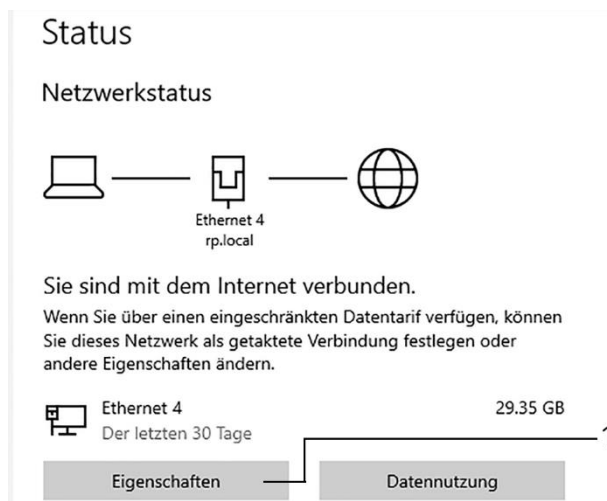 Status
Netzwerkstatus
Ethernet 4
rp.local
Sie sind mit dem Internet verbunden.
Wenn Sie über einen eingeschränkten Datentarif verfügen, können
Sie dieses Netzwerk als getaktete Verbindung festlegen oder
andere Eigenschaften ändern.
Ethernet 4 29.35 GB
Der letzten 30 Tage
1
Eigenschaften Datennutzung